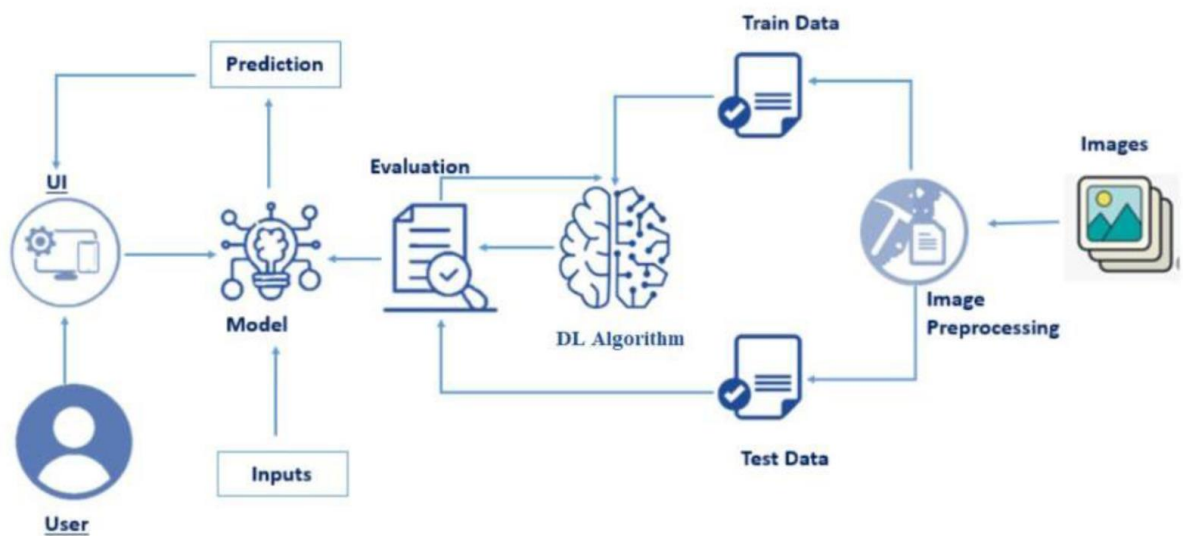 Train Data
Prediction
Images
Evaluation
UI
Image
Preprocessing
Model
DL Algorithm
Test Data
Inputs
User